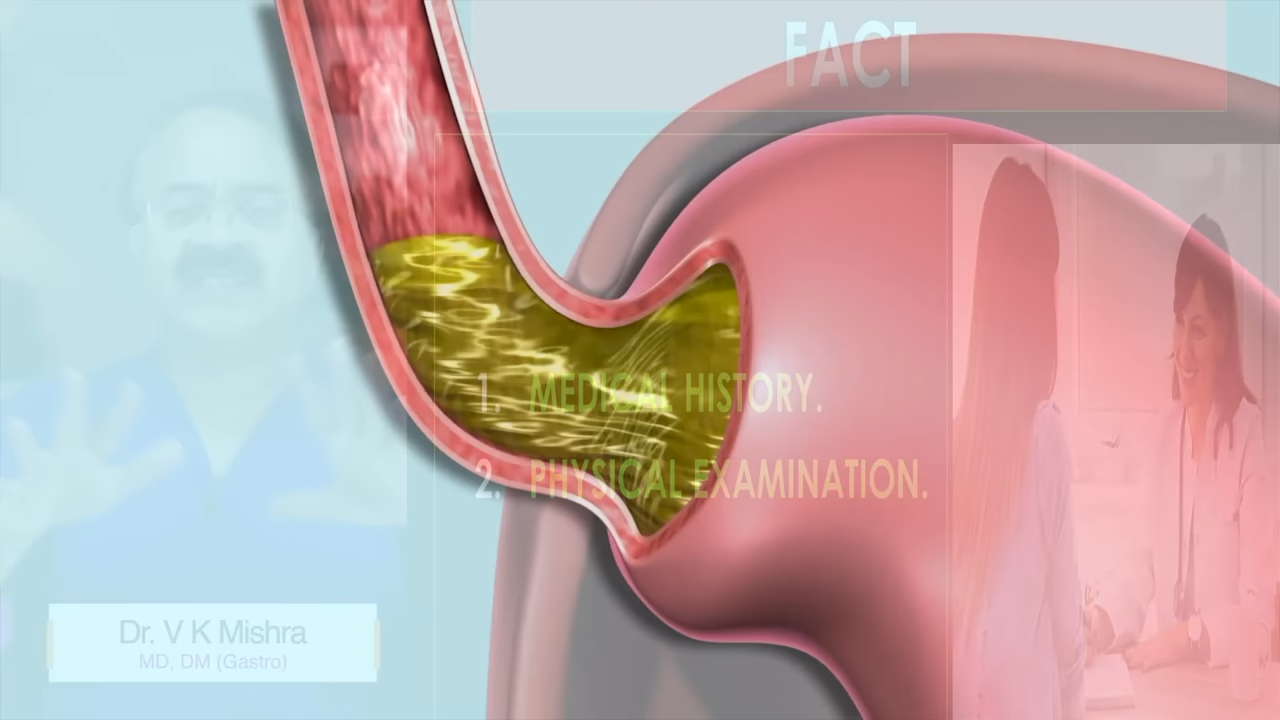 FACT
1. MEDICAL HISTORY.
2. PHYSICAL EXAMINATION.
Dr. V K Mishra
MD, DM (Gastro)